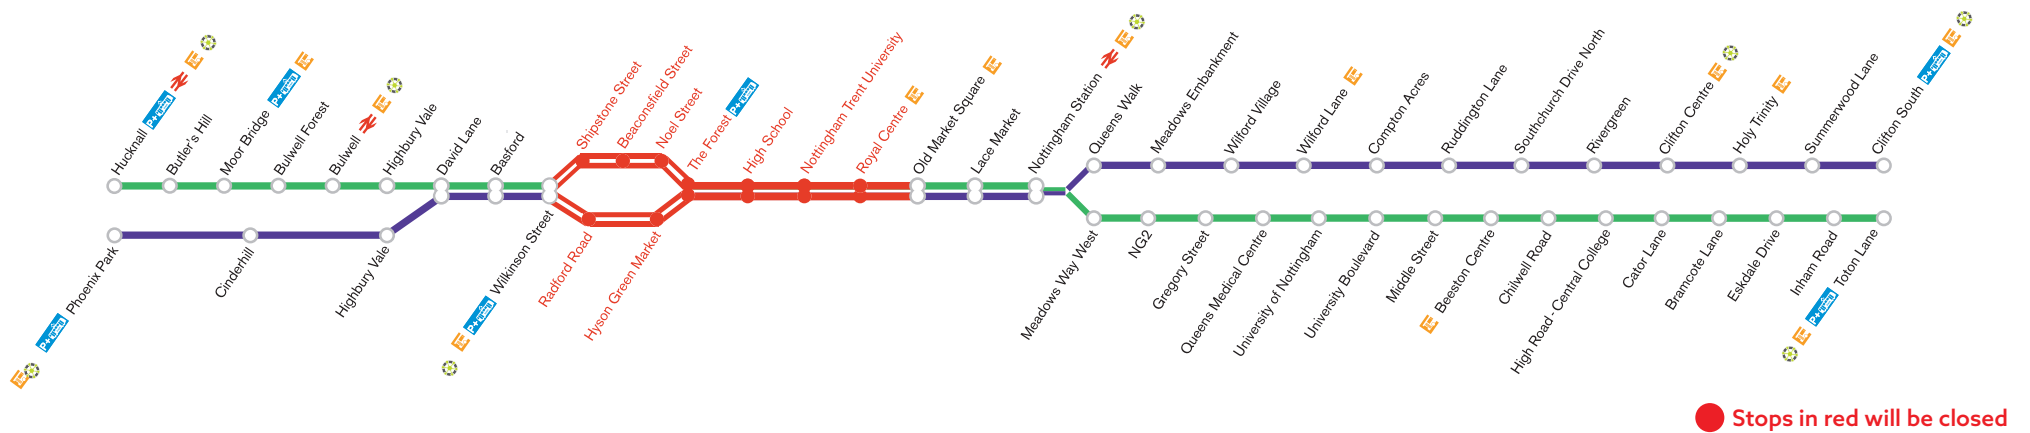 Hucknall
Butler's Hill
Moor Bridge
Bulwell Forest
Bulwell
Highbury Vale
David Lane
Basford
Shipstone Street
Beaconsfield Street
Noel Street
The Forest
High School
Nottingham Trent University
Royal Centre
Old Market Square
Lace Market
Nottingham Station
Queens Walk
Meadows Embankment
Wilford Village
Wilford Lane
Compton Acres
Ruddington Lane
Southchurch Drive North
Rivergreen
Clifton Centre
Holy Trinity
Summerwood Lane
Clifton South
Phoenix Park
Cinderhill
Highbury Vale
Wilkinson Street
Radford Road
Hyson Green Market
Meadows Way West
NG2
Gregory Street
Queens Medical Centre
University of Nottingham
University Boulevard
Middle Street
Beeston Centre
Chilwell Road
High Road - Central College
Cator Lane
Bramcote Lane
Eskdale Drive
Inham Road
Toton Lane
Stops in red will be closed